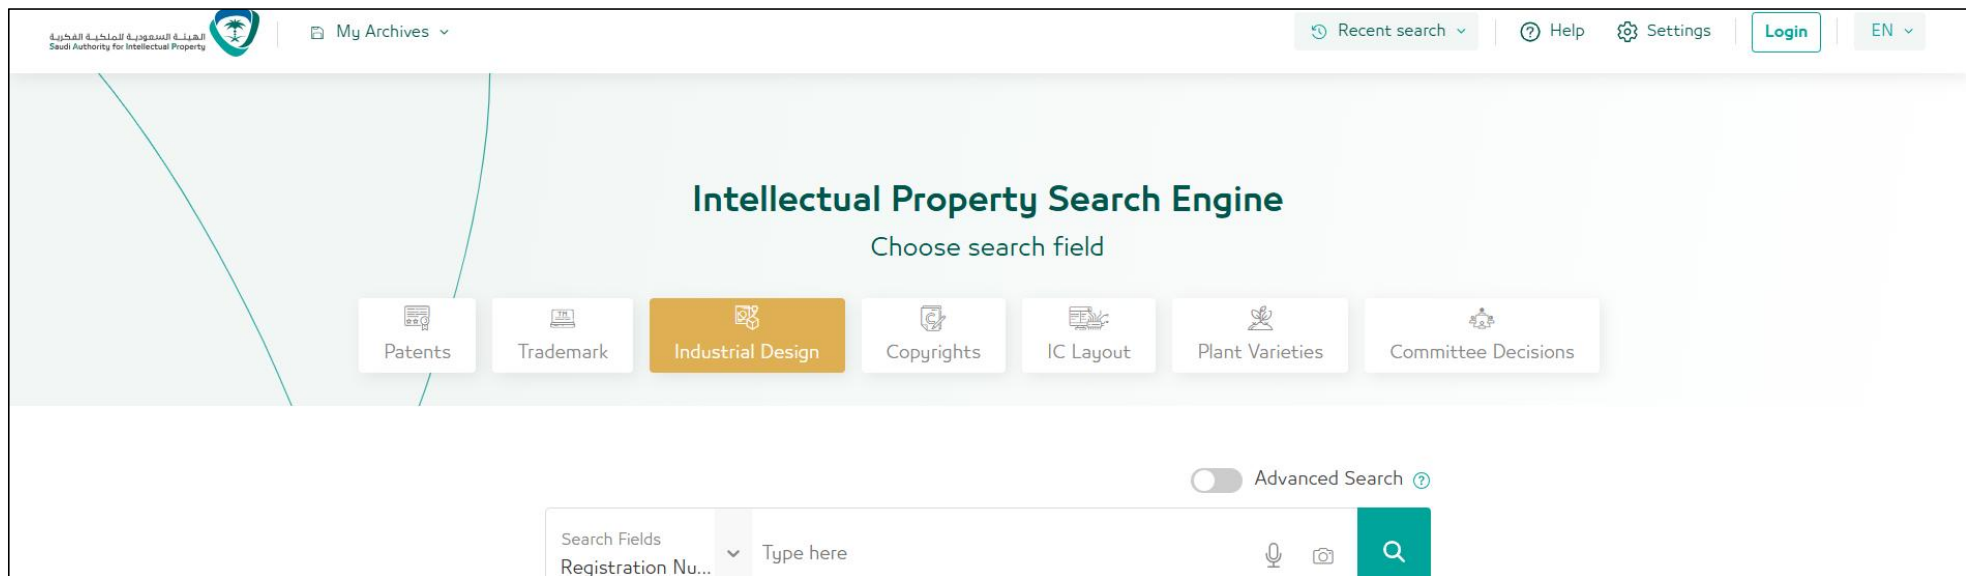 الهيئة السعودية للملكية الفكرية
Saudi Authority for Intellectual Property
My Archives
Recent search
Help
Settings
Login
EN
Intellectual Property Search Engine
Choose search field
TM
Patents
Trademark
Industrial Design
Copyrights
IC Layout
Plant Varieties
Committee Decisions
Advanced Search
Search Fields
Registration Nu...
Type here